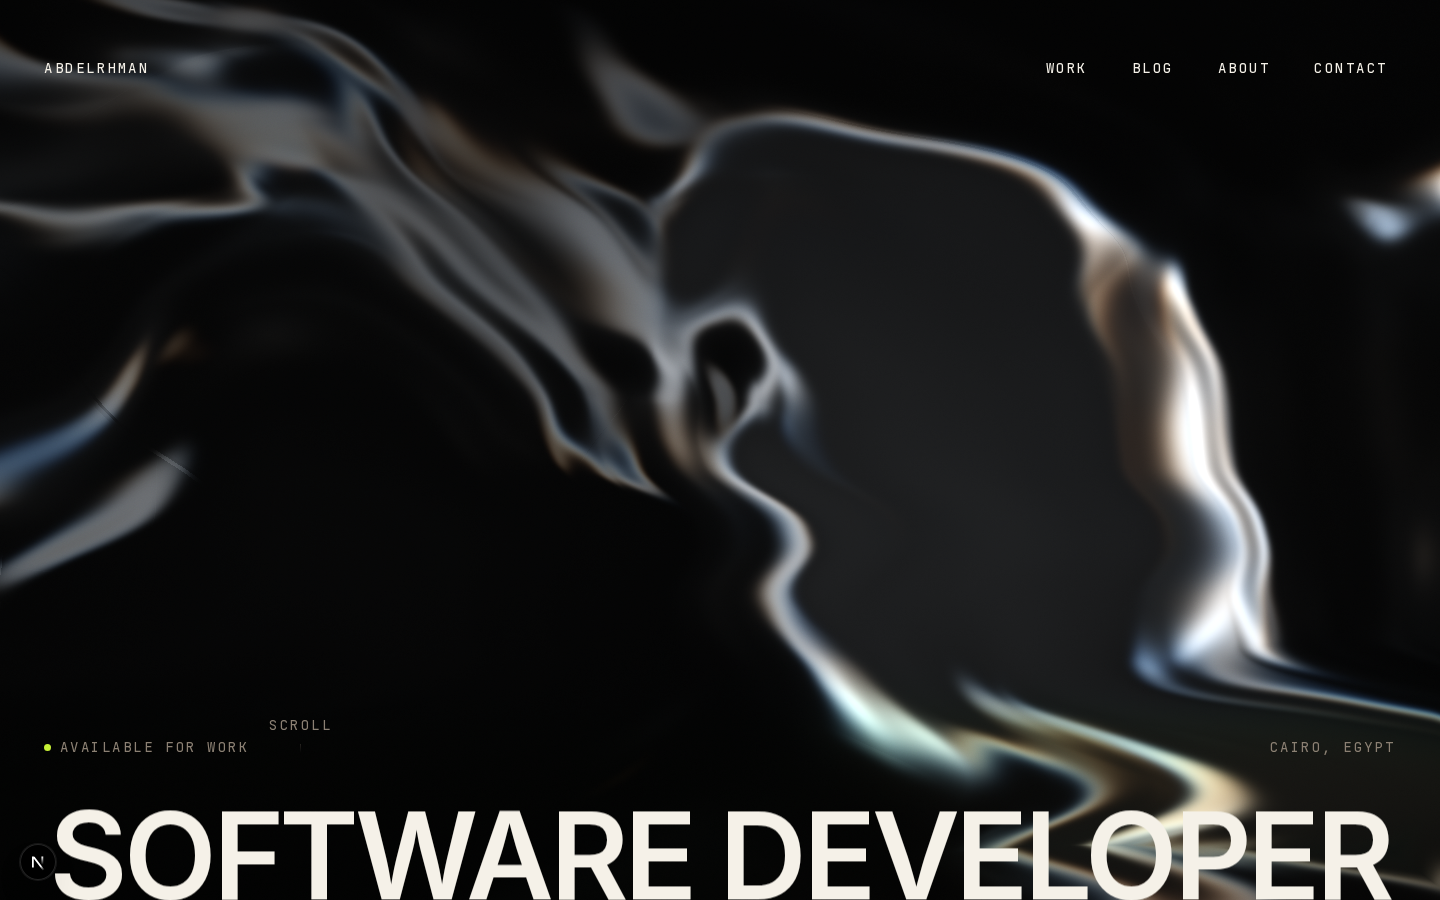 ABDELRHMAN
WORK BLOG ABOUT CONTACT
SCROLL
AVAILABLE FOR WORK
CAIRO, EGYPT
SOFTWARE DEVELOPER
N